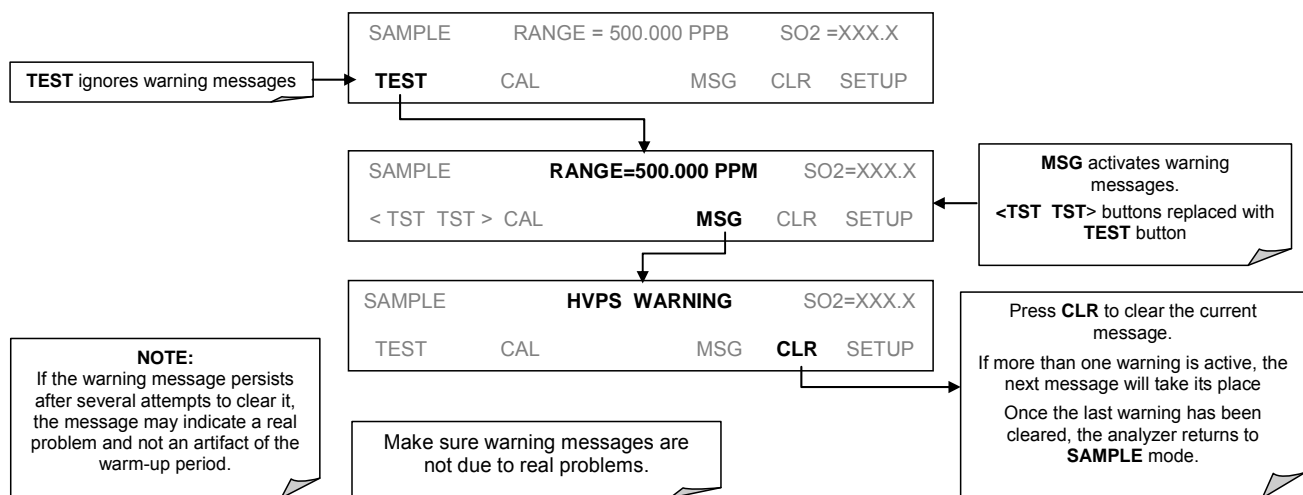 SAMPLE RANGE = 500.000 PPB SO2 =XXX.X
TEST ignores warning messages
TEST CAL MSG CLR SETUP
SAMPLE RANGE=500.000 PPM SO2=XXX.X
< TST TST > CAL MSG CLR SETUP
MSG activates warning
messages.
<TST TST> buttons replaced with
TEST button
SAMPLE HVPS WARNING SO2=XXX.X
TEST CAL MSG CLR SETUP
Press CLR to clear the current
message.
If more than one warning is active, the
next message will take its place
Once the last warning has been
cleared, the analyzer returns to
SAMPLE mode.
NOTE:
If the warning message persists
after several attempts to clear it,
the message may indicate a real
problem and not an artifact of the
warm-up period.
Make sure warning messages are
not due to real problems.